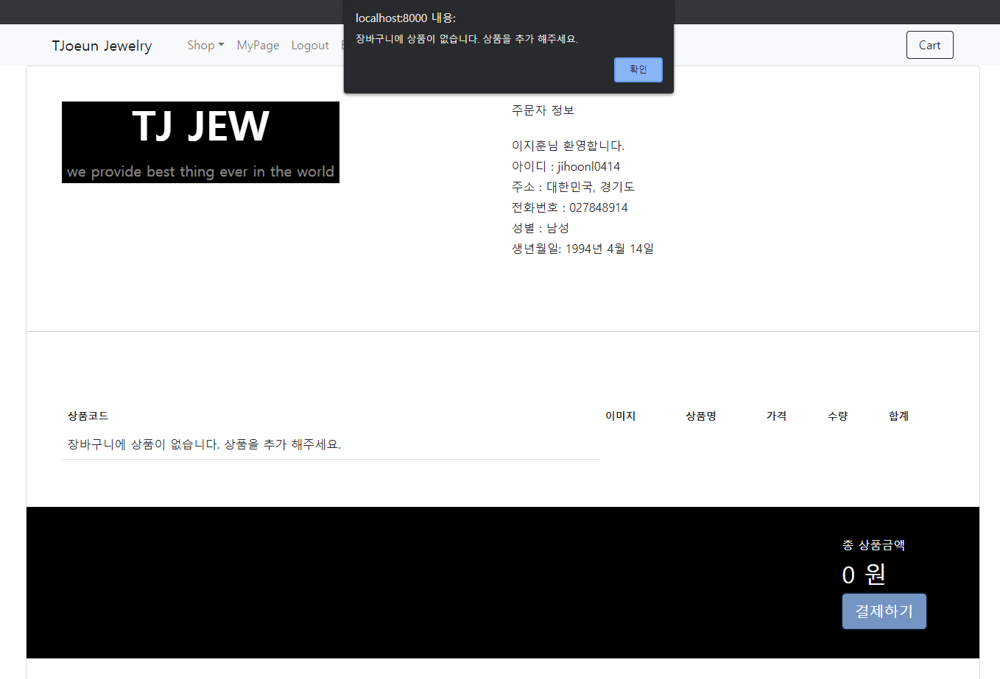 localhost:8000 내용:
장바구니에 상품이 없습니다. 상품을 추가 해주세요.
확인
TJoeun Jewelry Shop MyPage Logout Cart
TJ JEW
we provide best thing ever in the world
주문자 정보
이지훈님 환영합니다.
아이디 : jihoonl0414
주소 : 대한민국, 경기도
전화번호 : 027848914
성별 : 남성
생년월일: 1994년 4월 14일
상품코드 이미지 상품명 가격 수량 합계
장바구니에 상품이 없습니다. 상품을 추가 해주세요.
총 상품금액
0 원
결제하기